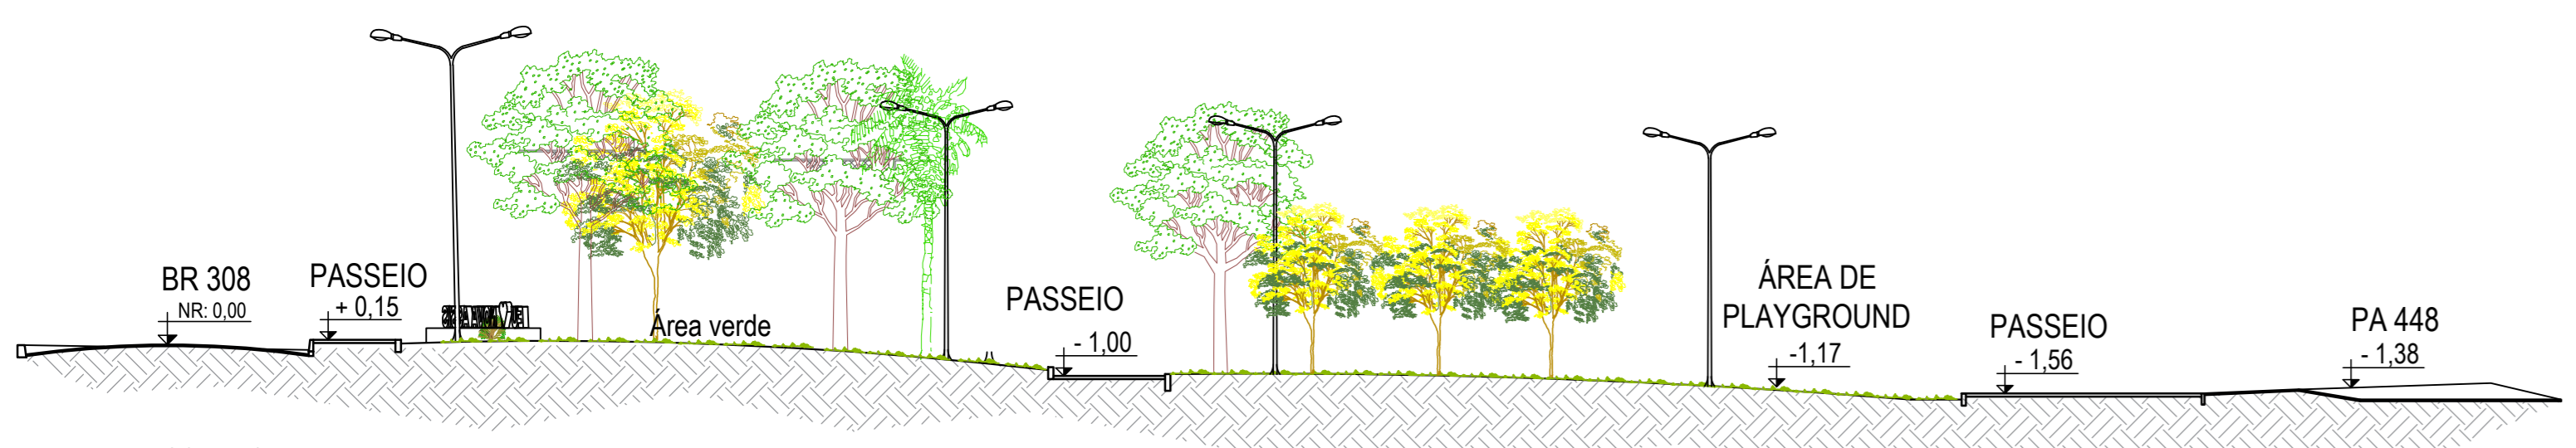 BR 308
NR: 0,00
PASSEIO
+ 0,15
Área verde
PASSEIO
- 1,00
ÁREA DE
PLAYGROUND
-1,17
PASSEIO
- 1,56
PA 448
- 1,38